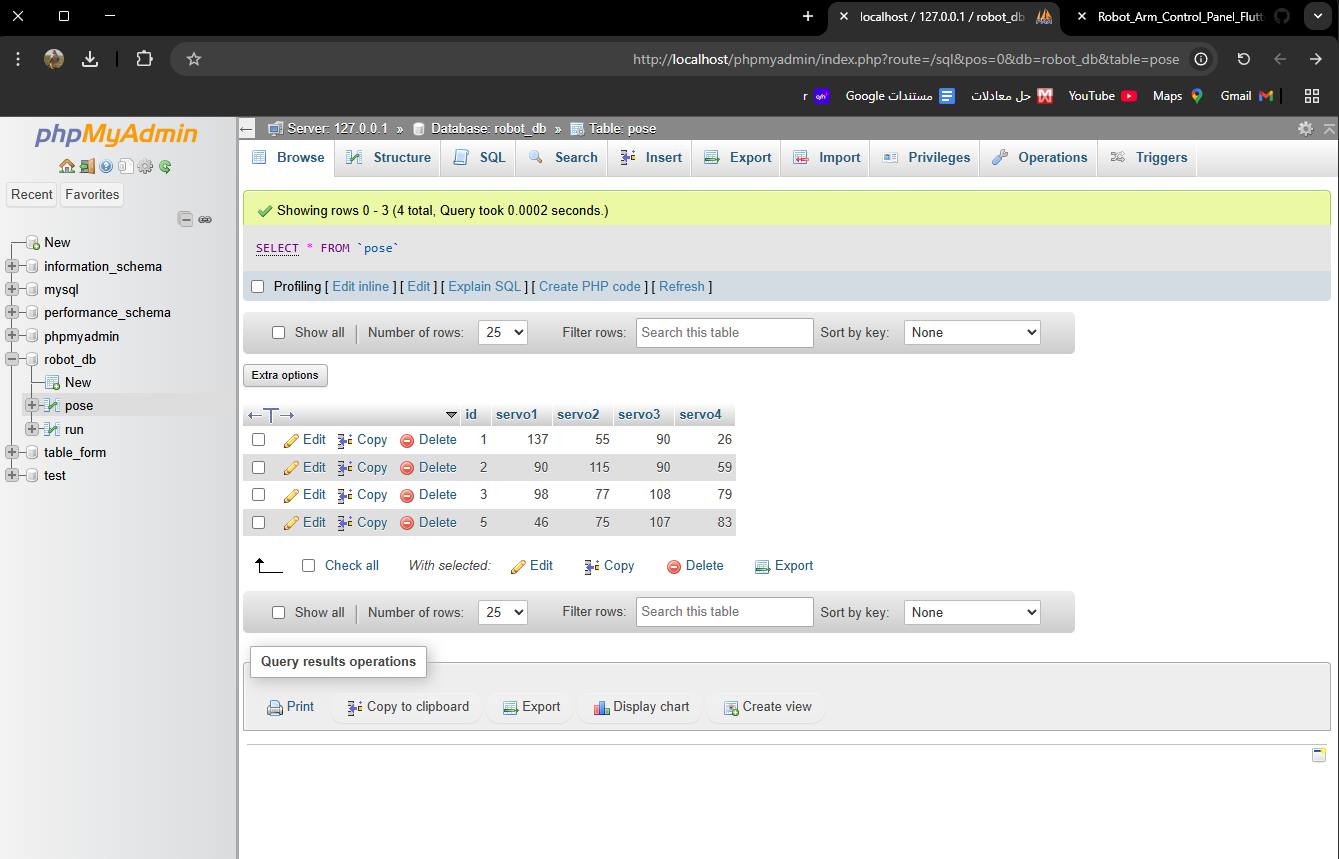 localhost / 127.0.0.1 / robot_db
Robot_Arm_Control_Panel_Flutt
http://localhost/phpmyadmin/index.php?route=/sql&pos=0&db=robot_db&table=pose
r
مستندات Google
حل معادلات
YouTube
Maps
Gmail
phpMyAdmin
Recent
Favorites
New
information_schema
mysql
performance_schema
phpmyadmin
robot_db
New
pose
run
table_form
test
Server: 127.0.0.1 » Database: robot_db » Table: pose
Browse Structure SQL Search Insert Export Import Privileges Operations Triggers
Showing rows 0 - 3 (4 total, Query took 0.0002 seconds.)
SELECT * FROM `pose`
Profiling [ Edit inline ] [ Edit ] [ Explain SQL ] [ Create PHP code ] [ Refresh ]
Show all Number of rows: 25 Filter rows: Search this table Sort by key: None
Extra options
id servo1 servo2 servo3 servo4
Edit Copy Delete 1 137 55 90 26
Edit Copy Delete 2 90 115 90 59
Edit Copy Delete 3 98 77 108 79
Edit Copy Delete 5 46 75 107 83
Check all With selected: Edit Copy Delete Export
Show all Number of rows: 25 Filter rows: Search this table Sort by key: None
Query results operations
Print Copy to clipboard Export Display chart Create view